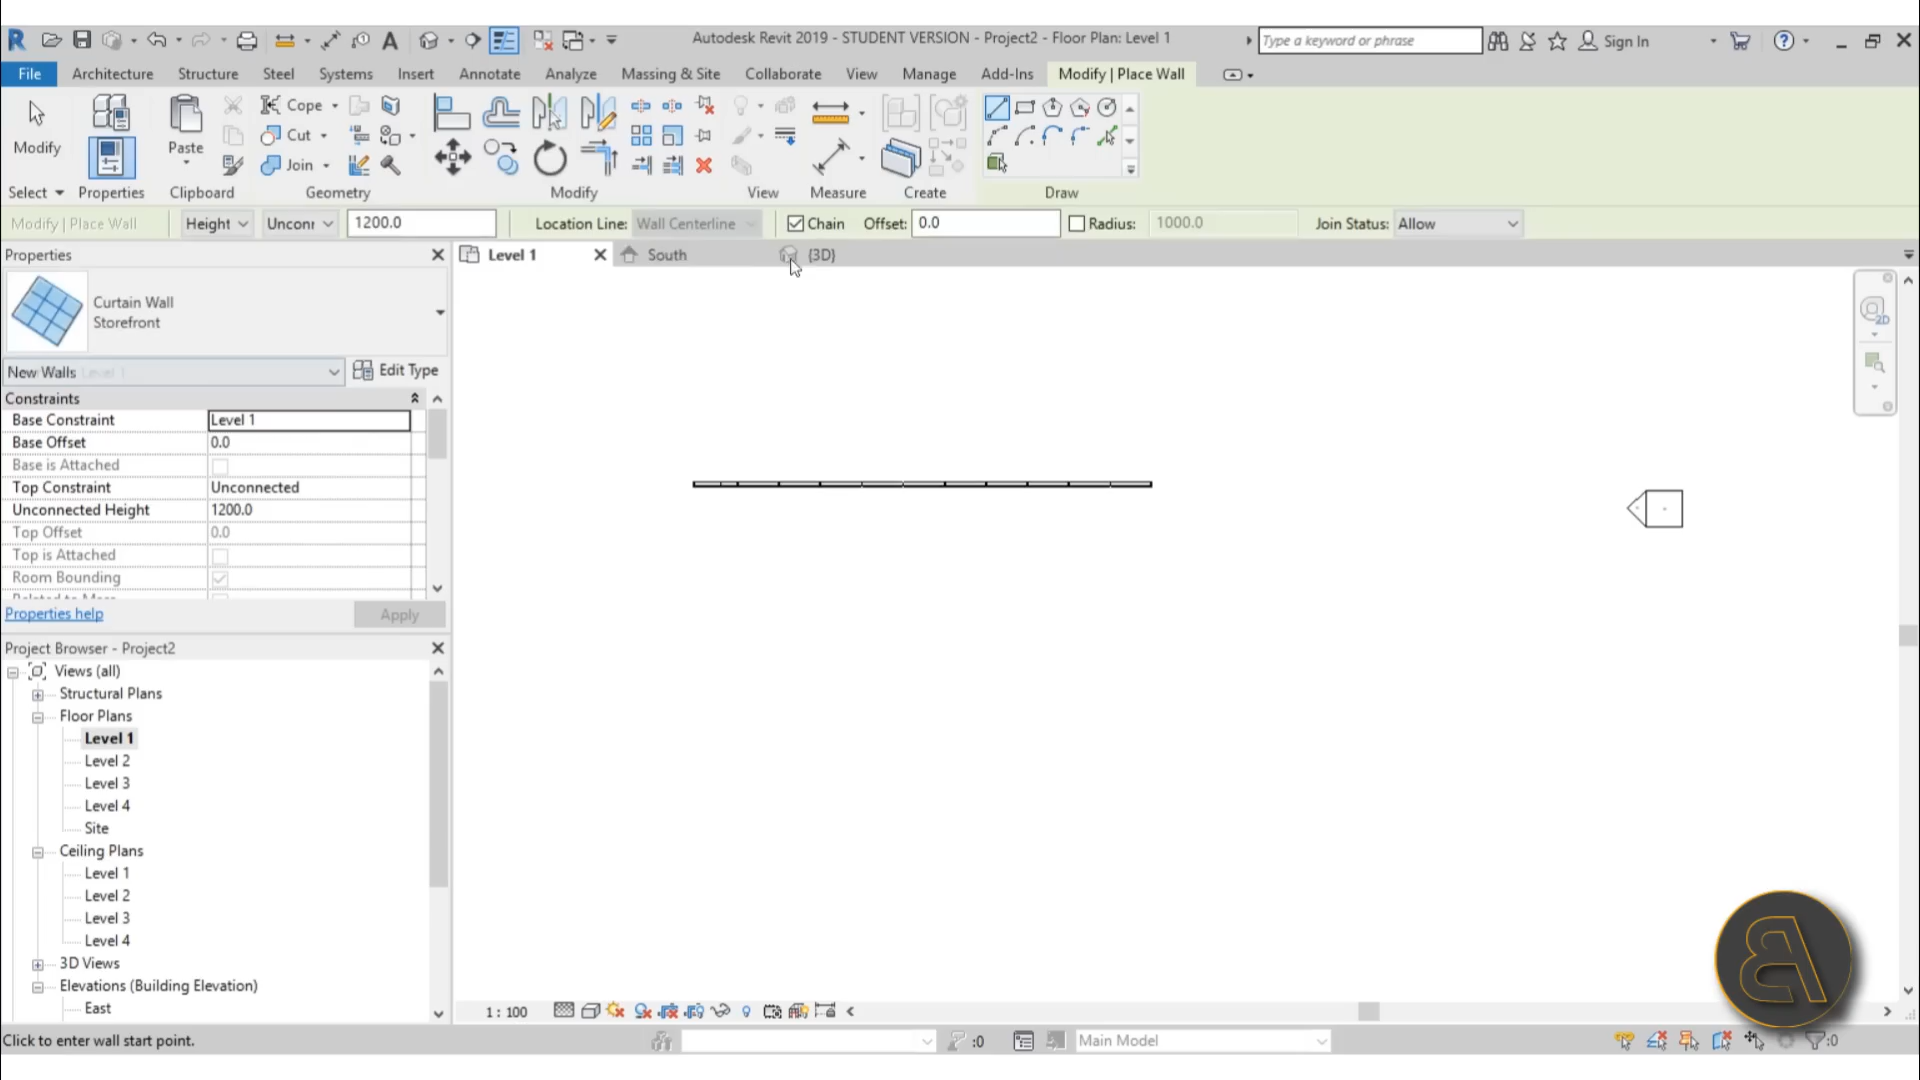 Autodesk Revit 2019 - STUDENT VERSION - Project2 - Floor Plan: Level 1
Type a keyword or phrase
Sign In
File Architecture Structure Steel Systems Insert Annotate Analyze Massing & Site Collaborate View Manage Add-Ins Modify | Place Wall
Modify
Paste
Cope
Cut
Join
Select Properties Clipboard Geometry Modify View Measure Create Draw
Modify | Place Wall Height Unconr 1200.0 Location Line: Wall Centerline Chain Offset: 0.0 Radius: 1000.0 Join Status: Allow
Properties
Level 1 South {3D}
Curtain Wall
Storefront
New Walls Edit Type
Constraints
Base Constraint Level 1
Base Offset 0.0
Base is Attached
Top Constraint Unconnected
Unconnected Height 1200.0
Top Offset 0.0
Top is Attached
Room Bounding
Properties help Apply
Project Browser - Project2
Views (all)
Structural Plans
Floor Plans
Level 1
Level 2
Level 3
Level 4
Site
Ceiling Plans
Level 1
Level 2
Level 3
Level 4
3D Views
Elevations (Building Elevation)
East
2D
1 : 100
Click to enter wall start point.
:0
Main Model
:0